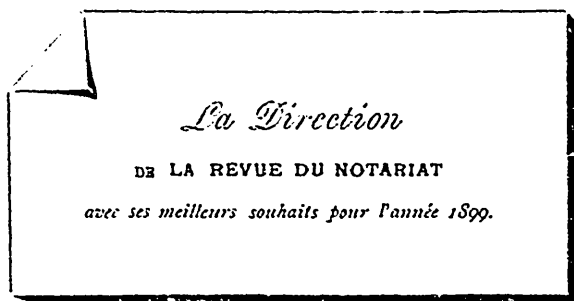 La Direction
DE LA REVUE DU NOTARIAT
avec ses meilleurs souhaits pour l'année 1899.